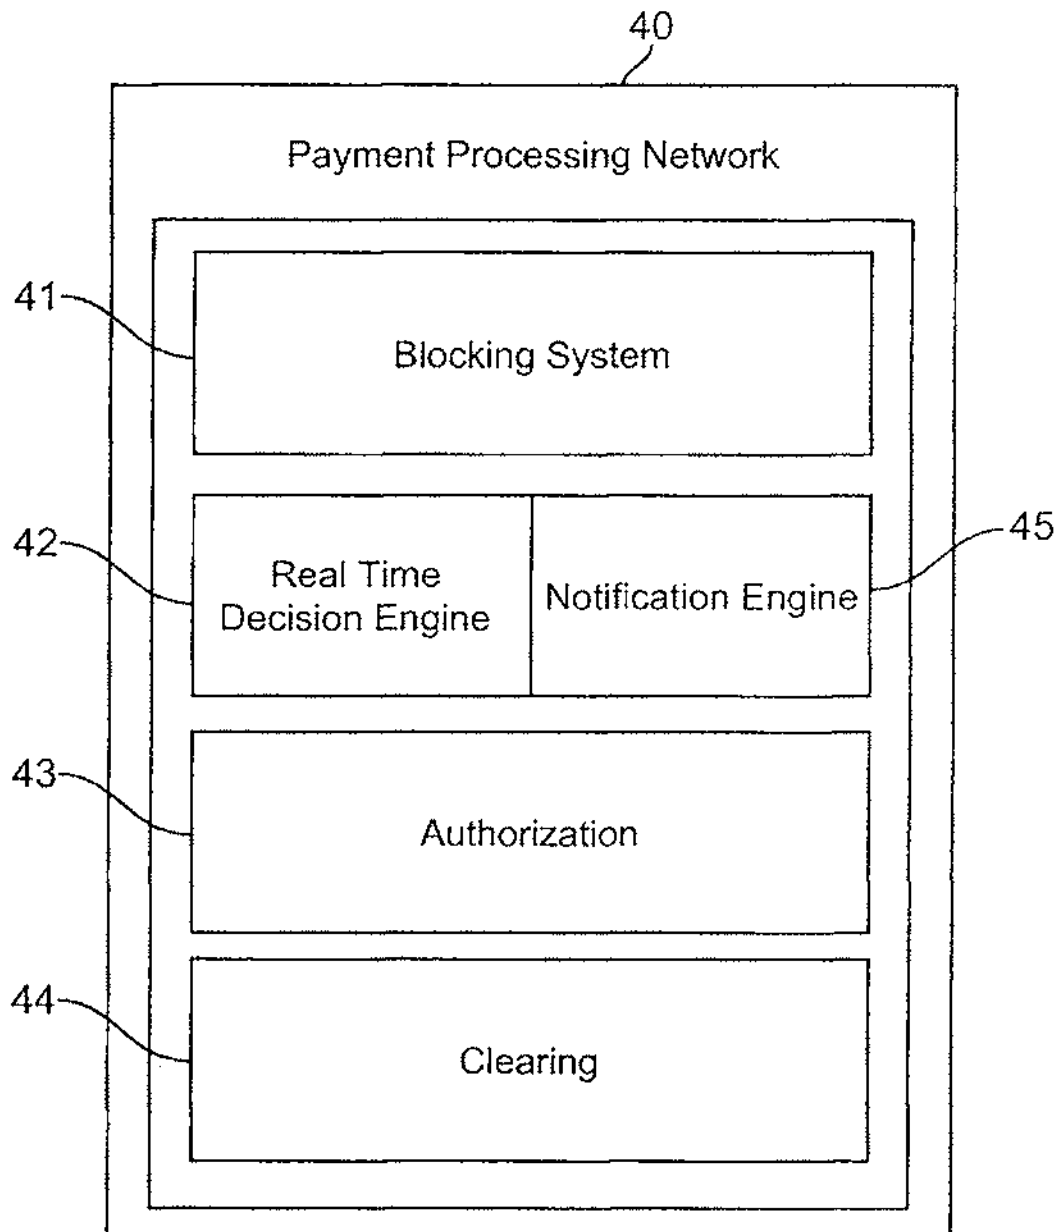 40
Payment Processing Network
41
Blocking System
42
Real Time
Decision Engine
Notification Engine
45
43
Authorization
44
Clearing